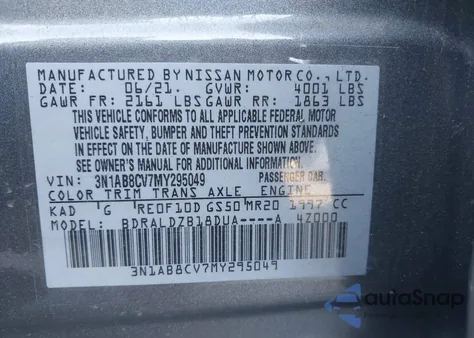 MANUFACTURED BY NISSAN MOTOR CO., LTD.
DATE: 06/21. GVWR: 4001 LBS
GAWR FR: 2161 LBS GAWR RR: 1863 LBS
THIS VEHICLE CONFORMS TO ALL APPLICABLE FEDERAL MOTOR
VEHICLE SAFETY, BUMPER AND THEFT PREVENTION STANDARDS
IN EFFECT ON THE DATE OF MANUFACTURE SHOWN ABOVE.
SEE OWNER'S MANUAL FOR ADDITIONAL INFORMATION
VIN: 3N1AB8CV7MY295049 PASSENGER CAR.
COLOR TRIM TRANS AXLE ENGINE
KAD G RE0F10D GS50 MR20 1997 CC
MODEL: BDRALDZB18DUA----A 4Z000
3N1AB8CV7MY295049
autoSnap